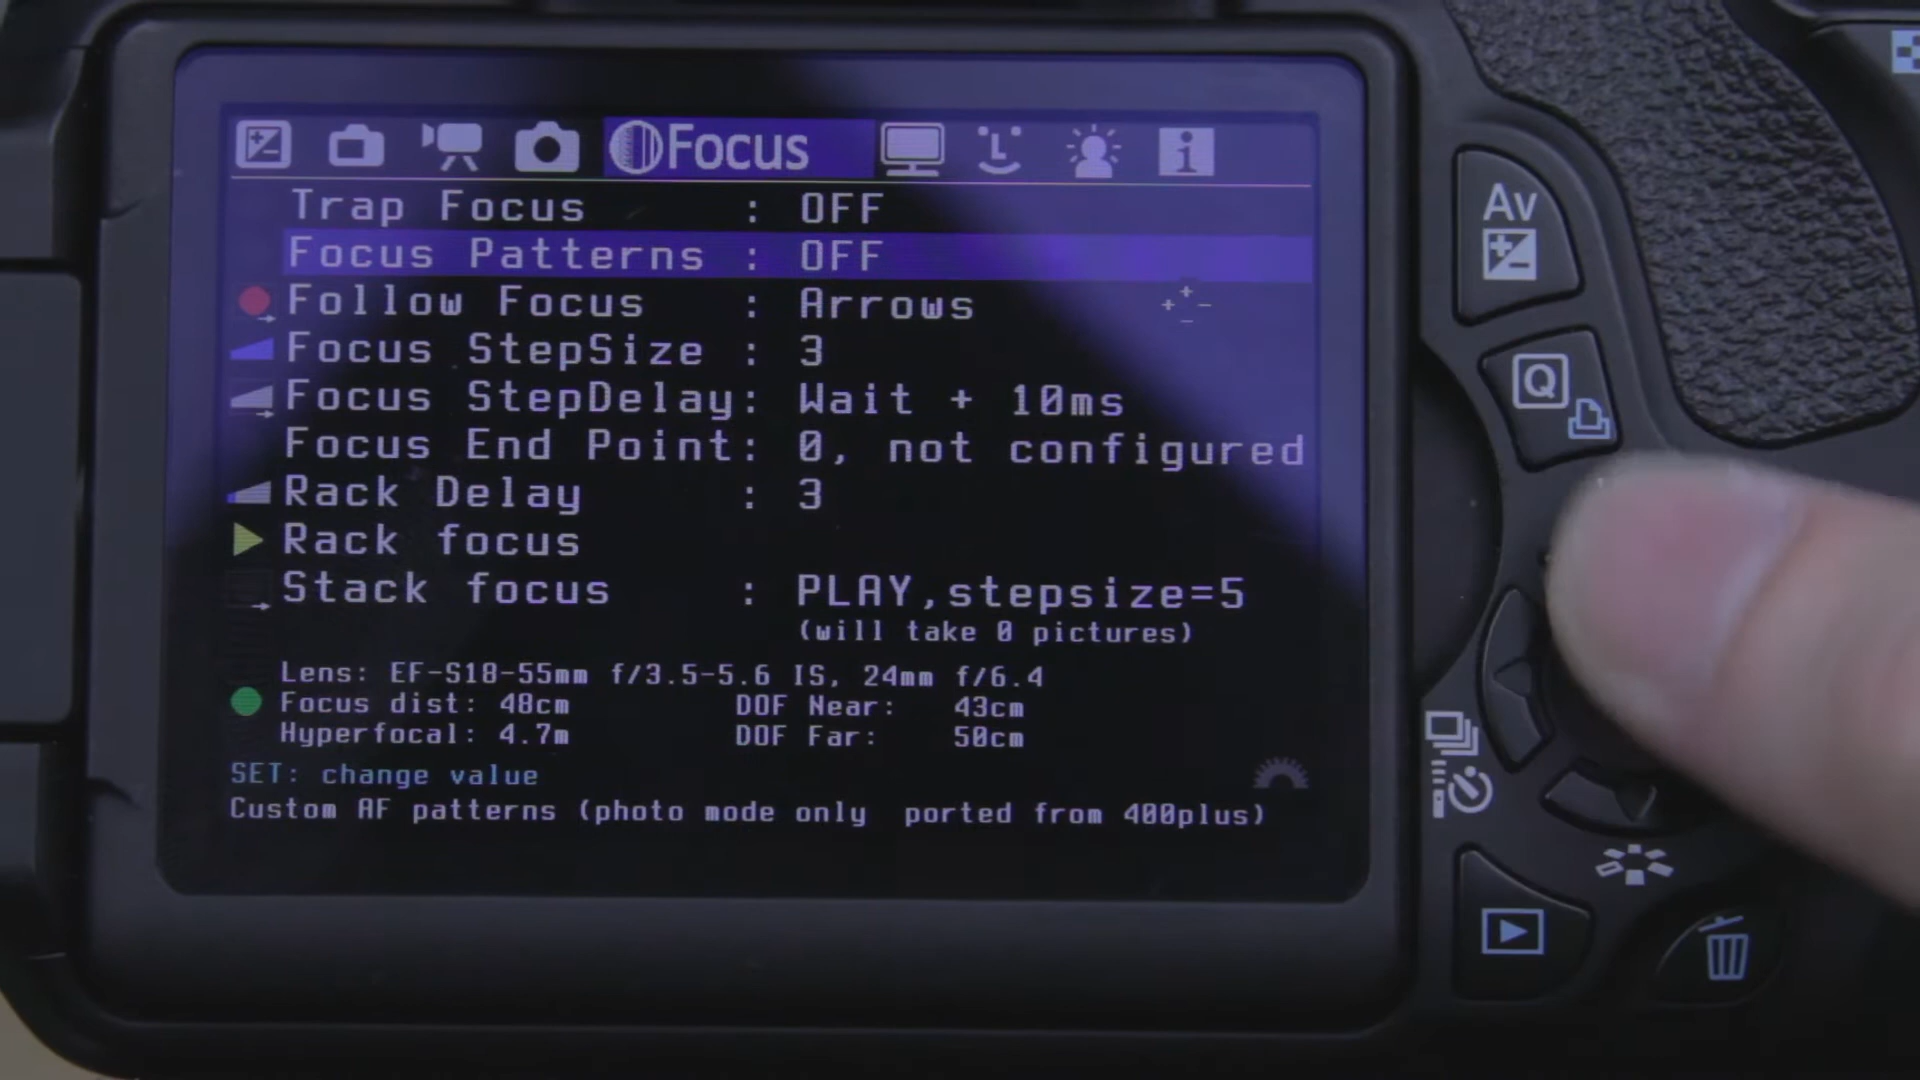 Focus
Trap Focus : OFF
Focus Patterns : OFF
Follow Focus : Arrows
Focus StepSize : 3
Focus StepDelay: Wait + 10ms
Focus End Point: 0, not configured
Rack Delay : 3
Rack focus
Stack focus : PLAY,stepsize=5
(will take 0 pictures)
Lens: EF-S18-55mm f/3.5-5.6 IS, 24mm f/6.4
Focus dist: 48cm DOF Near: 43cm
Hyperfocal: 4.7m DOF Far: 50cm
SET: change value
Custom AF patterns (photo mode only ported from 400plus)
Av
Q